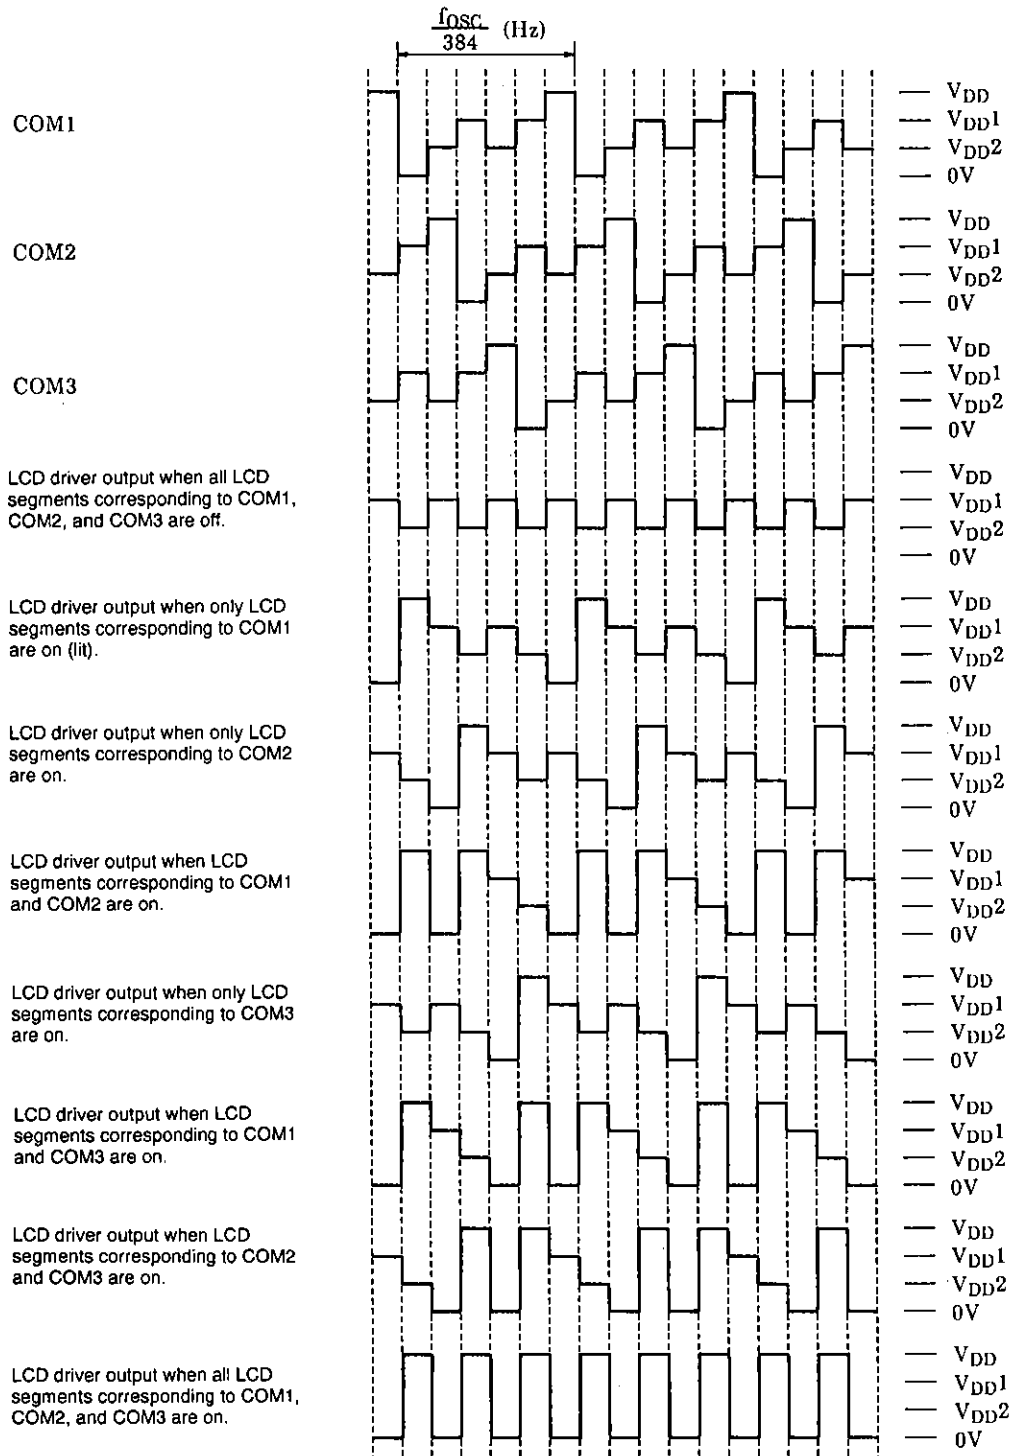 fOSC
384
(Hz)
COM1
VDD
VDD1
VDD2
0V
COM2
VDD
VDD1
VDD2
0V
COM3
VDD
VDD1
VDD2
0V
LCD driver output when all LCD
segments corresponding to COM1,
COM2, and COM3 are off.
VDD
VDD1
VDD2
0V
LCD driver output when only LCD
segments corresponding to COM1
are on (lit).
VDD
VDD1
VDD2
0V
LCD driver output when only LCD
segments corresponding to COM2
are on.
VDD
VDD1
VDD2
0V
LCD driver output when LCD
segments corresponding to COM1
and COM2 are on.
VDD
VDD1
VDD2
0V
LCD driver output when only LCD
segments corresponding to COM3
are on.
VDD
VDD1
VDD2
0V
LCD driver output when LCD
segments corresponding to COM1
and COM3 are on.
VDD
VDD1
VDD2
0V
LCD driver output when LCD
segments corresponding to COM2
and COM3 are on.
VDD
VDD1
VDD2
0V
LCD driver output when all LCD
segments corresponding to COM1,
COM2, and COM3 are on.
VDD
VDD1
VDD2
0V